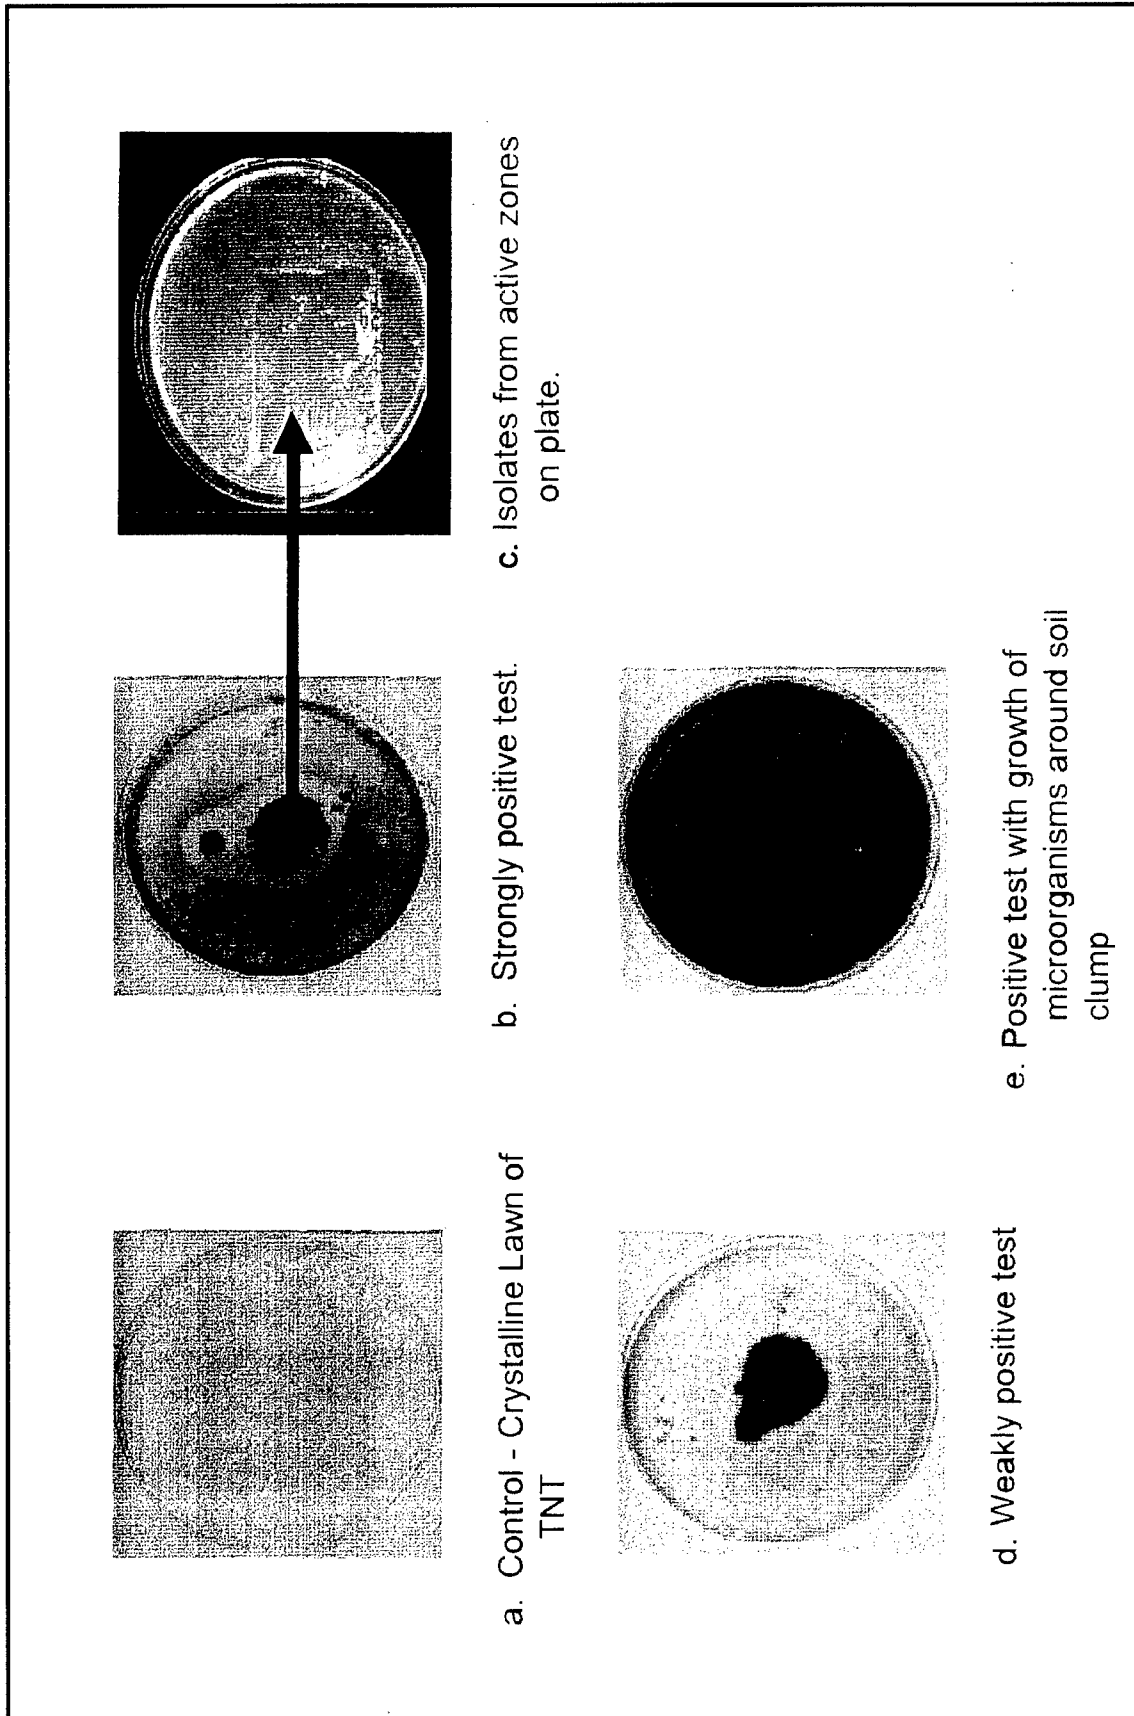 a. Control - Crystalline Lawn of
TNT
b. Strongly positive test.
c. Isolates from active zones
on plate.
d. Weakly positive test
e. Positive test with growth of
microorganisms around soil
clump